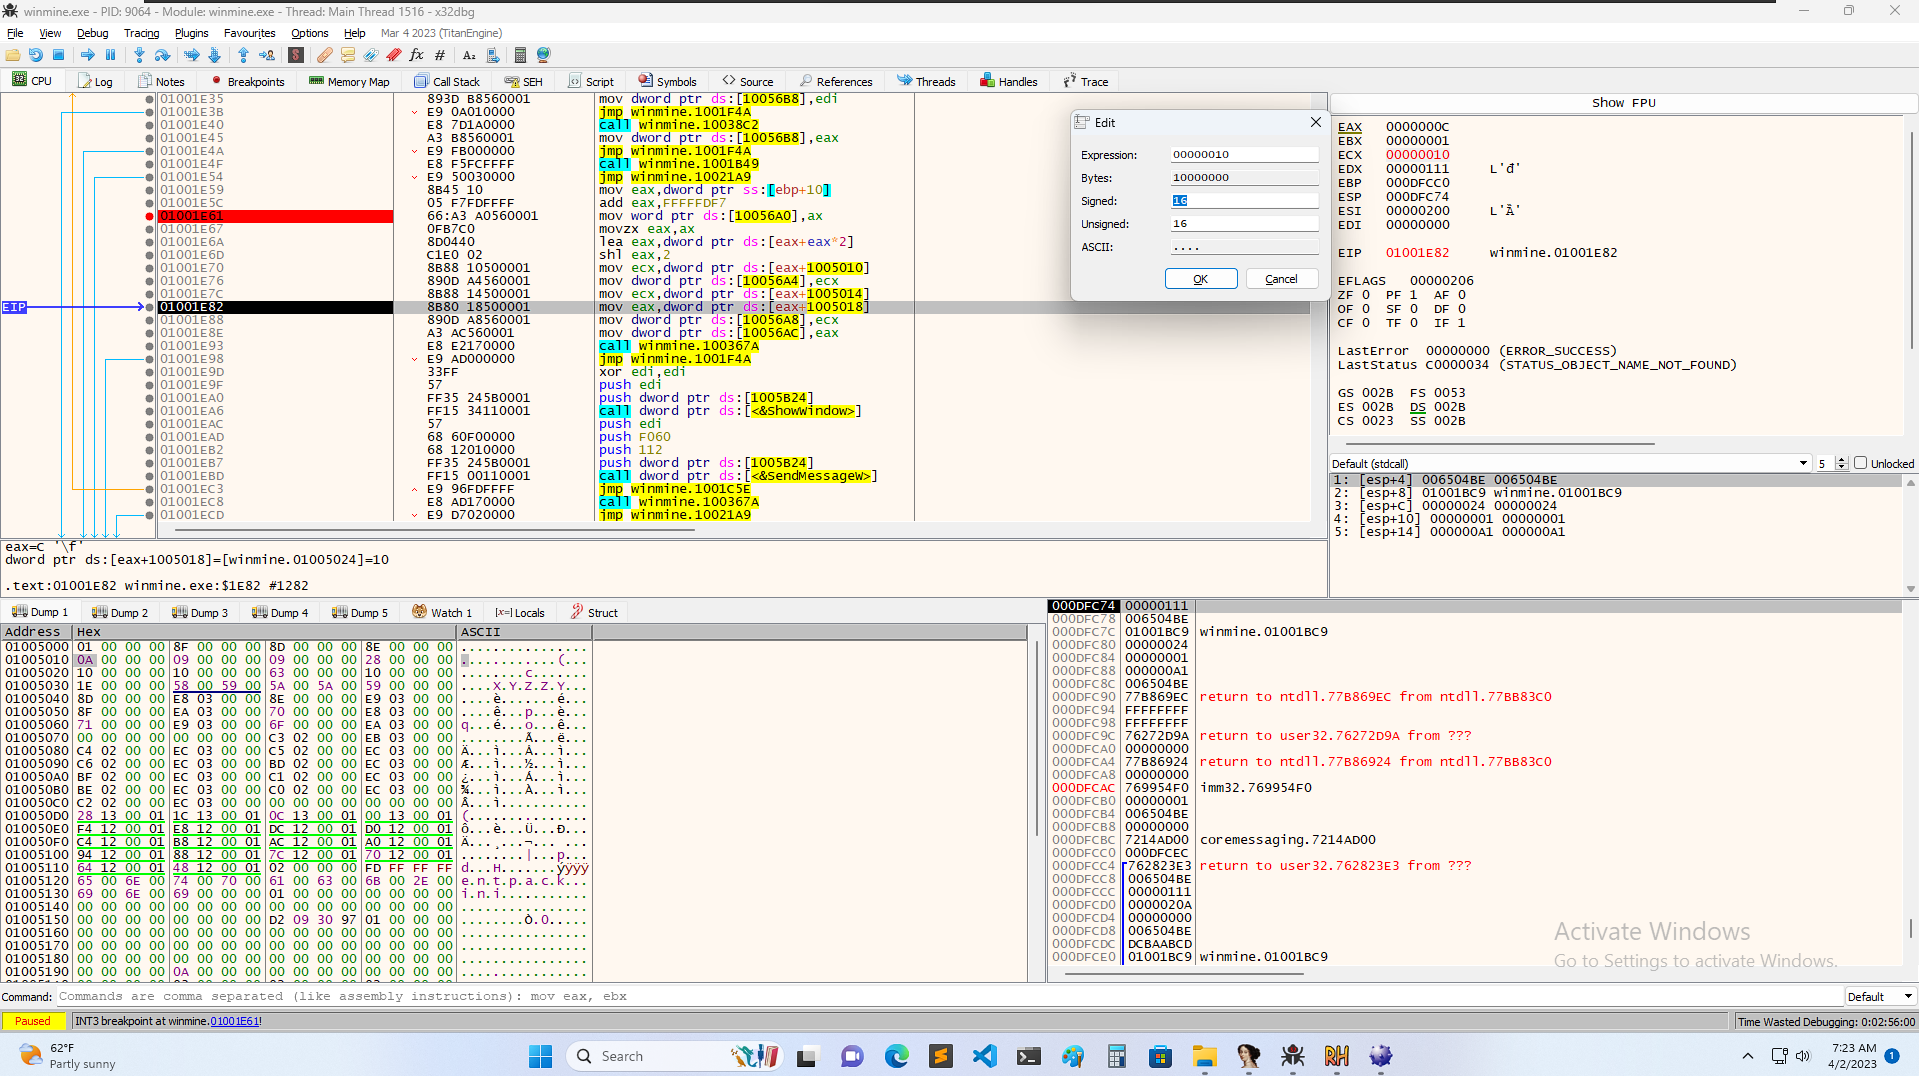 winmine.exe - PID: 9064 - Module: winmine.exe - Thread: Main Thread 1516 - x32dbg
File View Debug Tracing Plugins Favourites Options Help Mar 4 2023 (TitanEngine)
CPU Log Notes Breakpoints Memory Map Call Stack SEH Script Symbols Source References Threads Handles Trace
01001E35 893D B8560001 mov dword ptr ds:[10056B8],edi
01001E3B E9 0A010000 jmp winmine.1001F4A
01001E40 E8 7D1A0000 call winmine.10038C2
01001E45 A3 B8560001 mov dword ptr ds:[10056B8],eax
01001E4A E9 FB000000 jmp winmine.1001F4A
01001E4F E8 F5FCFFFF call winmine.1001B49
01001E54 E9 50030000 jmp winmine.10021A9
01001E59 8B45 10 mov eax,dword ptr ss:[ebp+10]
01001E5C 05 F7FDFFFF add eax,FFFFFDF7
01001E61 66:A3 A0560001 mov word ptr ds:[10056A0],ax
01001E67 0FB7C0 movzx eax,ax
01001E6A 8D0440 lea eax,dword ptr ds:[eax+eax*2]
01001E6D C1E0 02 shl eax,2
01001E70 8B88 10500001 mov ecx,dword ptr ds:[eax+1005010]
01001E76 890D A4560001 mov dword ptr ds:[10056A4],ecx
01001E7C 8B88 14500001 mov ecx,dword ptr ds:[eax+1005014]
EIP 01001E82 8B80 18500001 mov eax,dword ptr ds:[eax+1005018]
01001E88 890D A8560001 mov dword ptr ds:[10056A8],ecx
01001E8E A3 AC560001 mov dword ptr ds:[10056AC],eax
01001E93 E8 E2170000 call winmine.100367A
01001E98 E9 AD000000 jmp winmine.1001F4A
01001E9D 33FF xor edi,edi
01001E9F 57 push edi
01001EA0 FF35 245B0001 push dword ptr ds:[1005B24]
01001EA6 FF15 34110001 call dword ptr ds:[<&ShowWindow>]
01001EAC 57 push edi
01001EAD 68 60F00000 push F060
01001EB2 68 12010000 push 112
01001EB7 FF35 245B0001 push dword ptr ds:[1005B24]
01001EBD FF15 00110001 call dword ptr ds:[<&SendMessageW>]
01001EC3 E9 96FDFFFF jmp winmine.1001C5E
01001EC8 E8 AD170000 call winmine.100367A
01001ECD E9 D7020000 jmp winmine.10021A9
Edit
Expression: 00000010
Bytes: 10000000
Signed: 16
Unsigned: 16
ASCII: ....
OK Cancel
Show FPU
EAX 0000000C
EBX 00000001
ECX 00000010
EDX 00000111 L'đ'
EBP 000DFCC0
ESP 000DFC74
ESI 00000200 L'Ȁ'
EDI 00000000
EIP 01001E82 winmine.01001E82
EFLAGS 00000206
ZF 0 PF 1 AF 0
OF 0 SF 0 DF 0
CF 0 TF 0 IF 1
LastError 00000000 (ERROR_SUCCESS)
LastStatus C0000034 (STATUS_OBJECT_NAME_NOT_FOUND)
GS 002B FS 0053
ES 002B DS 002B
CS 0023 SS 002B
Default (stdcall) 5 Unlocked
1: [esp+4] 006504BE 006504BE
2: [esp+8] 01001BC9 winmine.01001BC9
3: [esp+C] 00000024 00000024
4: [esp+10] 00000001 00000001
5: [esp+14] 000000A1 000000A1
eax=C '\f'
dword ptr ds:[eax+1005018]=[winmine.01005024]=10
.text:01001E82 winmine.exe:$1E82 #1282
Dump 1 Dump 2 Dump 3 Dump 4 Dump 5 Watch 1 Locals Struct
Address Hex ASCII
01005000 01 00 00 00 8F 00 00 00 8D 00 00 00 8E 00 00 00 ................
01005010 0A 00 00 00 09 00 00 00 09 00 00 00 28 00 00 00 ............(...
01005020 10 00 00 00 10 00 00 00 63 00 00 00 10 00 00 00 ........c.......
01005030 1E 00 00 00 58 00 59 00 5A 00 5A 00 59 00 00 00 ....X.Y.Z.Z.Y...
01005040 8D 00 00 00 E8 03 00 00 8E 00 00 00 E9 03 00 00 ....è.......é...
01005050 8F 00 00 00 EA 03 00 00 70 00 00 00 E8 03 00 00 ....ê...p...è...
01005060 71 00 00 00 E9 03 00 00 6F 00 00 00 EA 03 00 00 q...é...o...ê...
01005070 00 00 00 00 00 00 00 00 C3 02 00 00 EB 03 00 00 ........Ã...ë...
01005080 C4 02 00 00 EC 03 00 00 C5 02 00 00 EC 03 00 00 Ä...ì...Å...ì...
01005090 C6 02 00 00 EC 03 00 00 BD 02 00 00 EC 03 00 00 Æ...ì...½...ì...
010050A0 BF 02 00 00 EC 03 00 00 C1 02 00 00 EC 03 00 00 ¿...ì...Á...ì...
010050B0 BE 02 00 00 EC 03 00 00 C0 02 00 00 EC 03 00 00 ¾...ì...À...ì...
010050C0 C2 02 00 00 EC 03 00 00 00 00 00 00 00 00 00 00 Â...ì...........
010050D0 28 13 00 01 1C 13 00 01 0C 13 00 01 00 13 00 01 (...............
010050E0 F4 12 00 01 E8 12 00 01 DC 12 00 01 D0 12 00 01 ô...è...Ü...Ð...
010050F0 C4 12 00 01 B8 12 00 01 AC 12 00 01 A0 12 00 01 Ä...¸...¬... ...
01005100 94 12 00 01 88 12 00 01 7C 12 00 01 70 12 00 01 ........|...p...
01005110 64 12 00 01 48 12 00 01 02 00 00 00 FD FF FF FF d...H.......ýÿÿÿ
01005120 65 00 6E 00 74 00 70 00 61 00 63 00 6B 00 2E 00 e.n.t.p.a.c.k...
01005130 69 00 6E 00 69 00 00 00 01 00 00 00 00 00 00 00 i.n.i...........
01005140 00 00 00 00 00 00 00 00 00 00 00 00 00 00 00 00 ................
01005150 00 00 00 00 00 00 00 00 D2 09 30 97 01 00 00 00 ........Ò.0.....
01005160 00 00 00 00 00 00 00 00 00 00 00 00 00 00 00 00 ................
01005170 00 00 00 00 00 00 00 00 00 00 00 00 00 00 00 00 ................
01005180 00 00 00 00 00 00 00 00 00 00 00 00 00 00 00 00 ................
01005190 00 00 00 00 0A 00 00 00 00 00 00 00 00 00 00 00 ................
000DFC74 00000111
000DFC78 006504BE
000DFC7C 01001BC9 winmine.01001BC9
000DFC80 00000024
000DFC84 00000001
000DFC88 000000A1
000DFC8C 006504BE
000DFC90 77B869EC return to ntdll.77B869EC from ntdll.77BB83C0
000DFC94 FFFFFFFF
000DFC98 FFFFFFFF
000DFC9C 76272D9A return to user32.76272D9A from ???
000DFCA0 00000000
000DFCA4 77B86924 return to ntdll.77B86924 from ntdll.77BB83C0
000DFCA8 00000000
000DFCAC 769954F0 imm32.769954F0
000DFCB0 00000001
000DFCB4 006504BE
000DFCB8 00000000
000DFCBC 7214AD00 coremessaging.7214AD00
000DFCC0 000DFCEC
000DFCC4 762823E3 return to user32.762823E3 from ???
000DFCC8 006504BE
000DFCCC 00000111
000DFCD0 0000020A
000DFCD4 00000000
000DFCD8 006504BE
000DFCDC DCBAABCD
000DFCE0 01001BC9 winmine.01001BC9
Activate Windows
Go to Settings to activate Windows.
Command: Commands are comma separated (like assembly instructions): mov eax, ebx Default
Paused INT3 breakpoint at winmine.01001E61! Time Wasted Debugging: 0:02:56:00
62°F
Partly sunny
Search
7:23 AM
4/2/2023
1